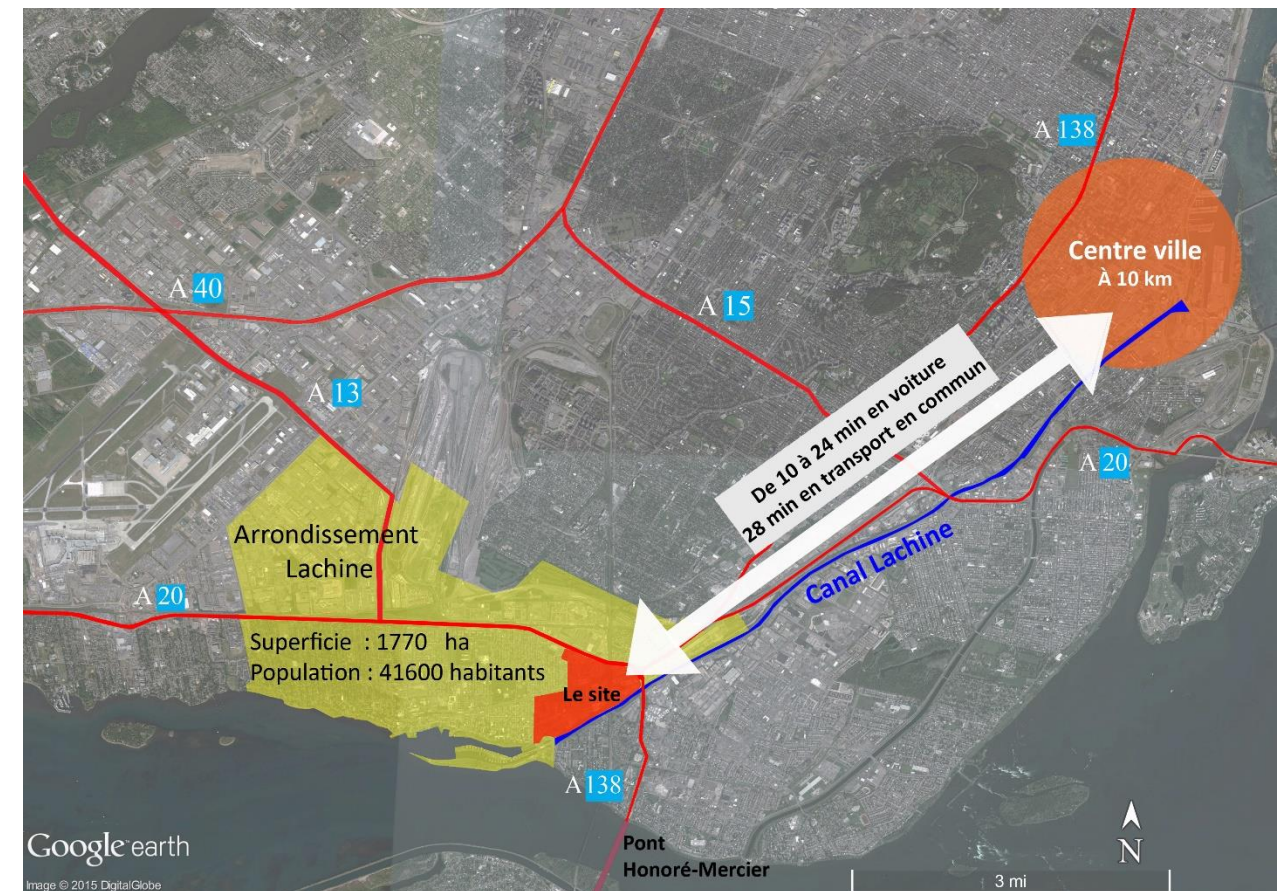 A 138
Centre ville
À 10 km
A 40
A 15
A 13
De 10 à 24 min en voiture
28 min en transport en commun
A 20
Arrondissement
Lachine
Canal Lachine
A 20
Superficie : 1770 ha
Population : 41600 habitants
Le site
A 138
Google earth
Pont
Honoré-Mercier
N
Image © 2015 DigitalGlobe
3 mi